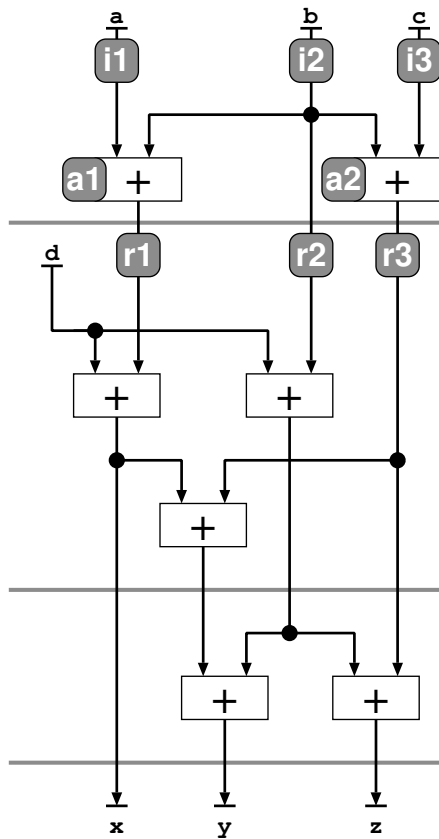 a b c
i1 i2 i3
a1 + a2 +
r1 r2 r3
d
+ +
+
+ +
x y z